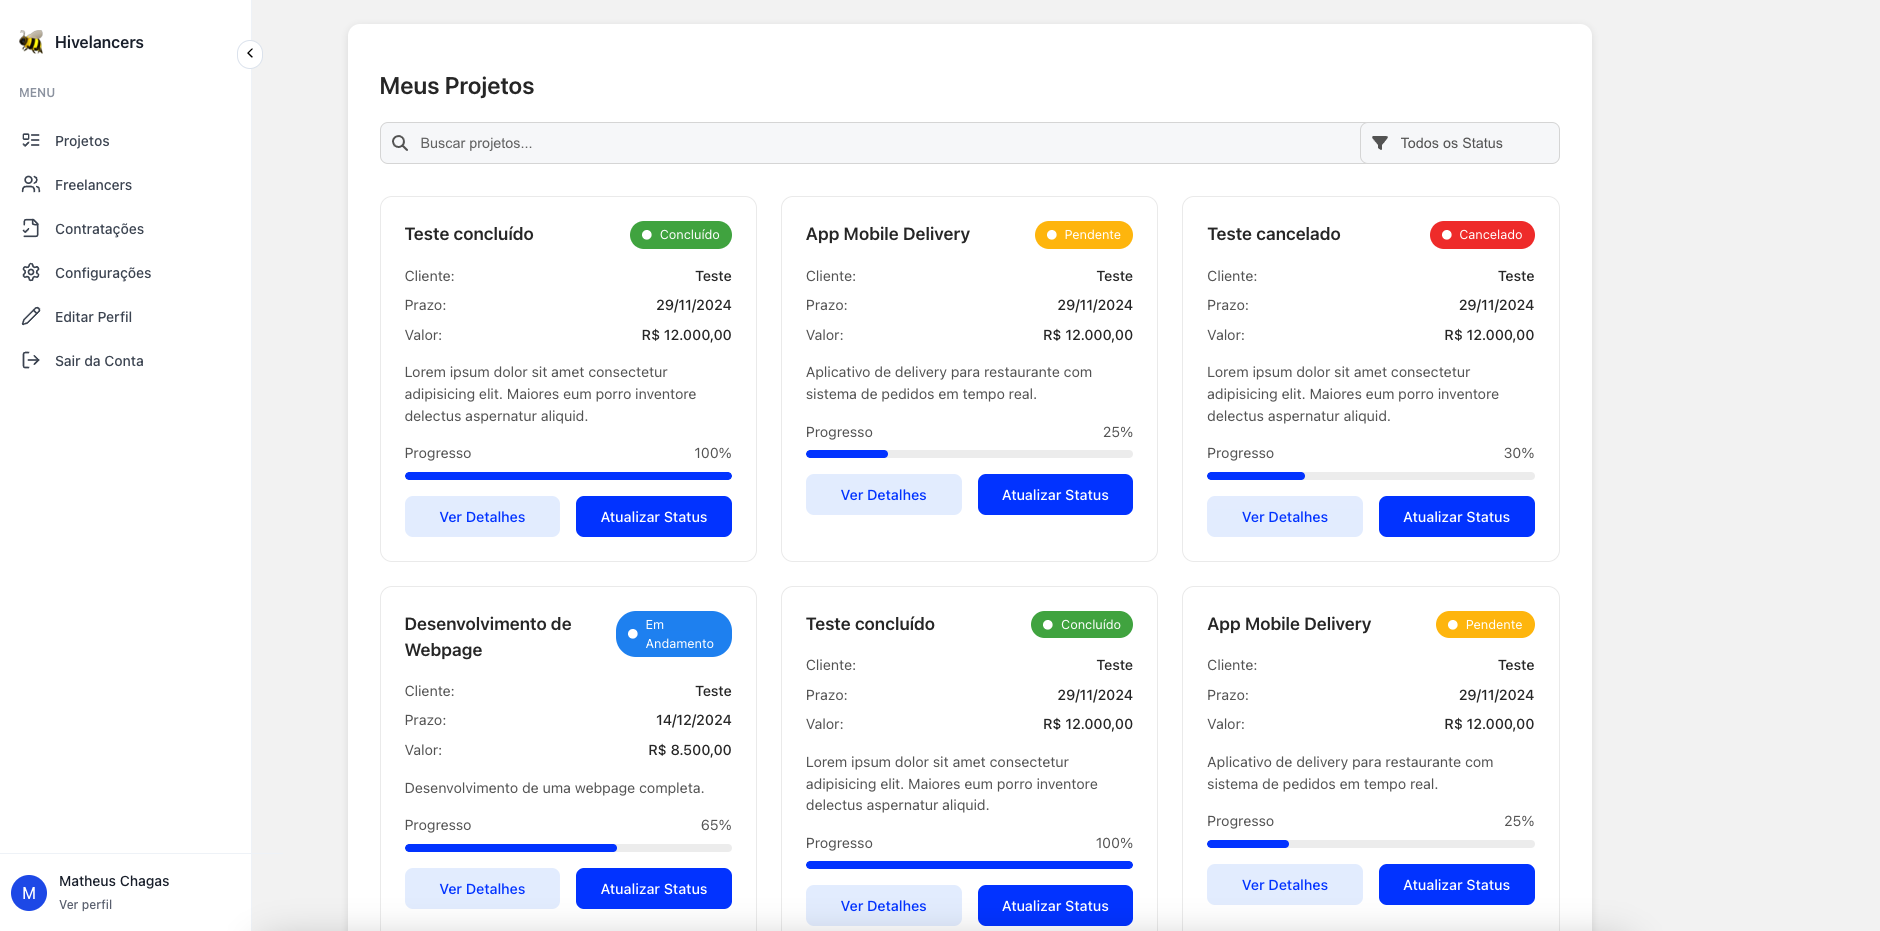 Hivelancers
MENU
Projetos
Freelancers
Contratações
Configurações
Editar Perfil
Sair da Conta
M
Matheus Chagas
Ver perfil
Meus Projetos
Buscar projetos...
Todos os Status
Teste concluído
Concluído
Cliente: Teste
Prazo: 29/11/2024
Valor: R$ 12.000,00
Lorem ipsum dolor sit amet consectetur
adipisicing elit. Maiores eum porro inventore
delectus aspernatur aliquid.
Progresso 100%
Ver Detalhes
Atualizar Status
App Mobile Delivery
Pendente
Cliente: Teste
Prazo: 29/11/2024
Valor: R$ 12.000,00
Aplicativo de delivery para restaurante com
sistema de pedidos em tempo real.
Progresso 25%
Ver Detalhes
Atualizar Status
Teste cancelado
Cancelado
Cliente: Teste
Prazo: 29/11/2024
Valor: R$ 12.000,00
Lorem ipsum dolor sit amet consectetur
adipisicing elit. Maiores eum porro inventore
delectus aspernatur aliquid.
Progresso 30%
Ver Detalhes
Atualizar Status
Desenvolvimento de
Webpage
Em
Andamento
Cliente: Teste
Prazo: 14/12/2024
Valor: R$ 8.500,00
Desenvolvimento de uma webpage completa.
Progresso 65%
Ver Detalhes
Atualizar Status
Teste concluído
Concluído
Cliente: Teste
Prazo: 29/11/2024
Valor: R$ 12.000,00
Lorem ipsum dolor sit amet consectetur
adipisicing elit. Maiores eum porro inventore
delectus aspernatur aliquid.
Progresso 100%
Ver Detalhes
Atualizar Status
App Mobile Delivery
Pendente
Cliente: Teste
Prazo: 29/11/2024
Valor: R$ 12.000,00
Aplicativo de delivery para restaurante com
sistema de pedidos em tempo real.
Progresso 25%
Ver Detalhes
Atualizar Status